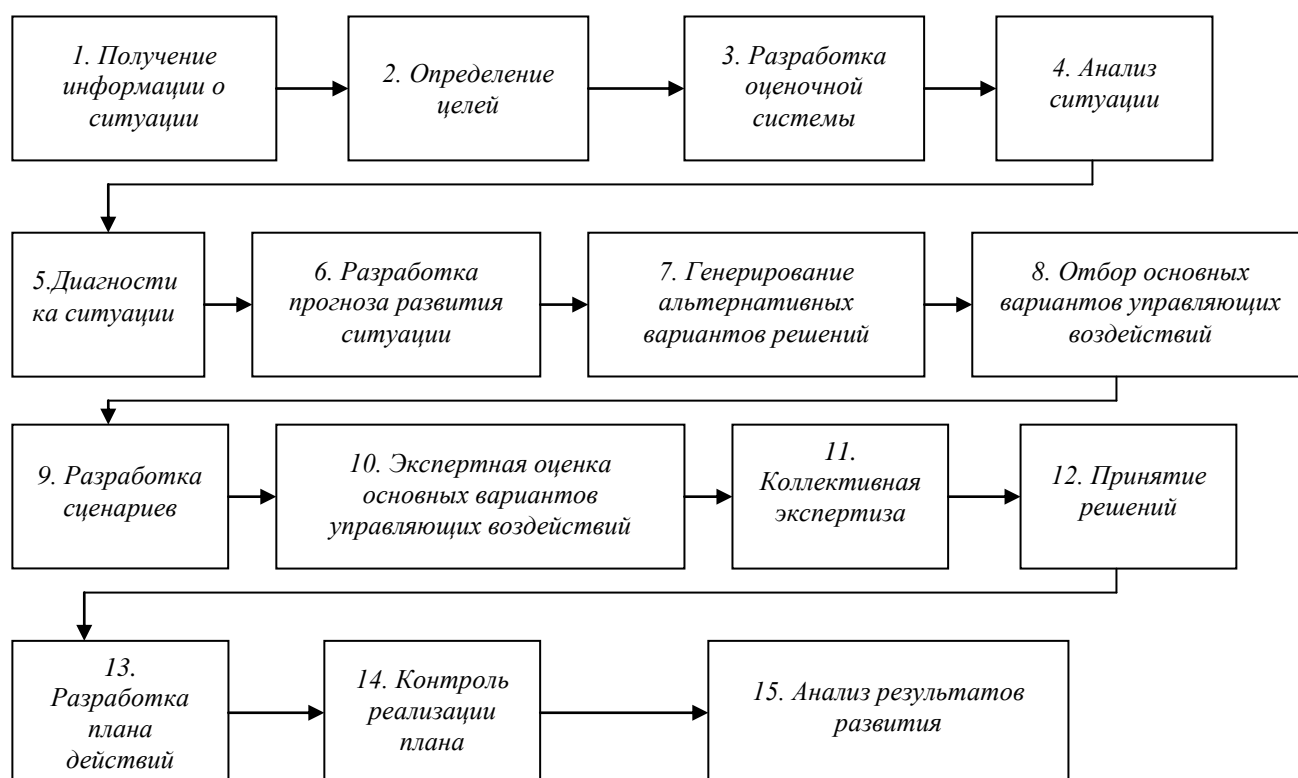 1. Получение
информации о
ситуации
2. Определение
целей
3. Разработка
оценочной
системы
4. Анализ
ситуации
5.Диагности
ка ситуации
6. Разработка
прогноза развития
ситуации
7. Генерирование
альтернативных
вариантов решений
8. Отбор основных
вариантов управляющих
воздействий
9. Разработка
сценариев
10. Экспертная оценка
основных вариантов
управляющих воздействий
11.
Коллективная
экспертиза
12. Принятие
решений
13.
Разработка
плана
действий
14. Контроль
реализации
плана
15. Анализ результатов
развития